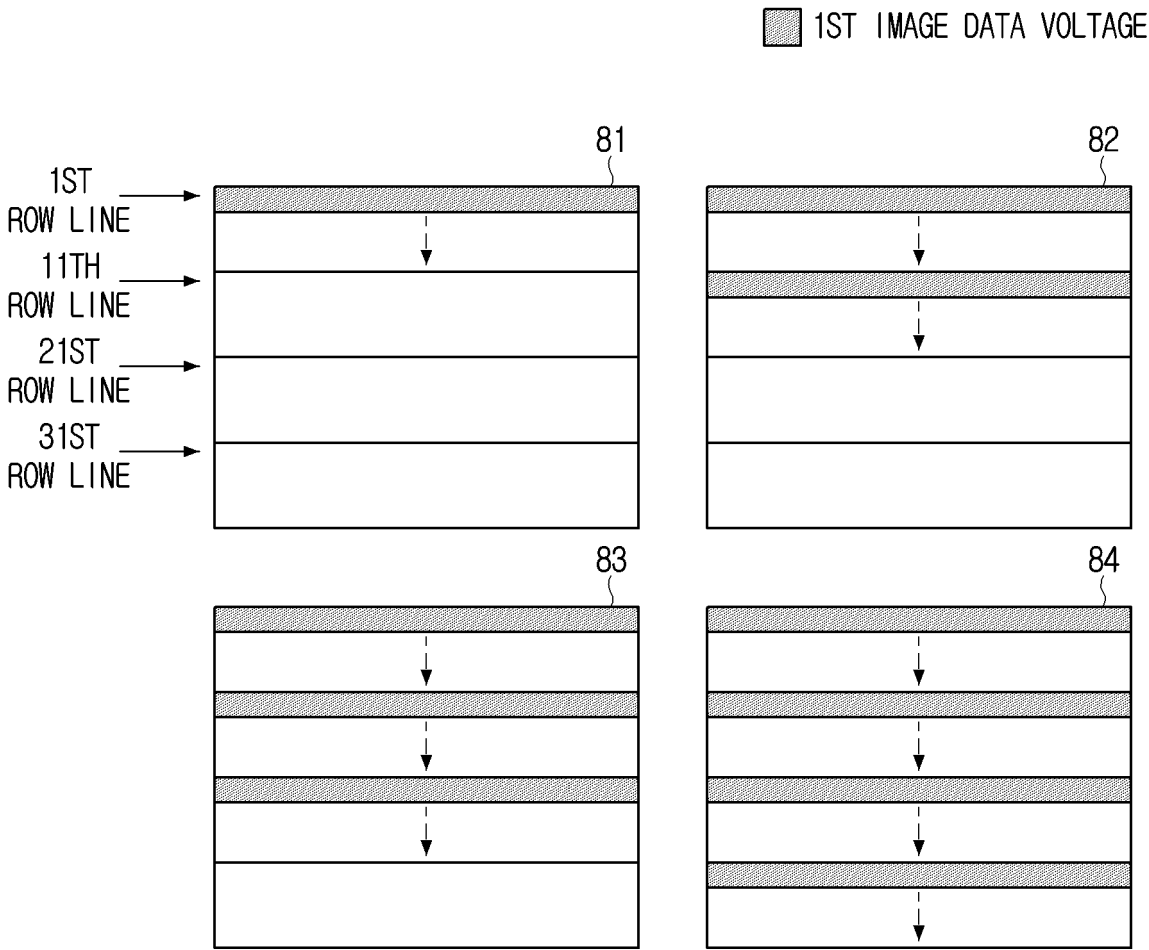 1ST IMAGE DATA VOLTAGE
81
82
1ST
ROW LINE
11TH
ROW LINE
21ST
ROW LINE
31ST
ROW LINE
83
84